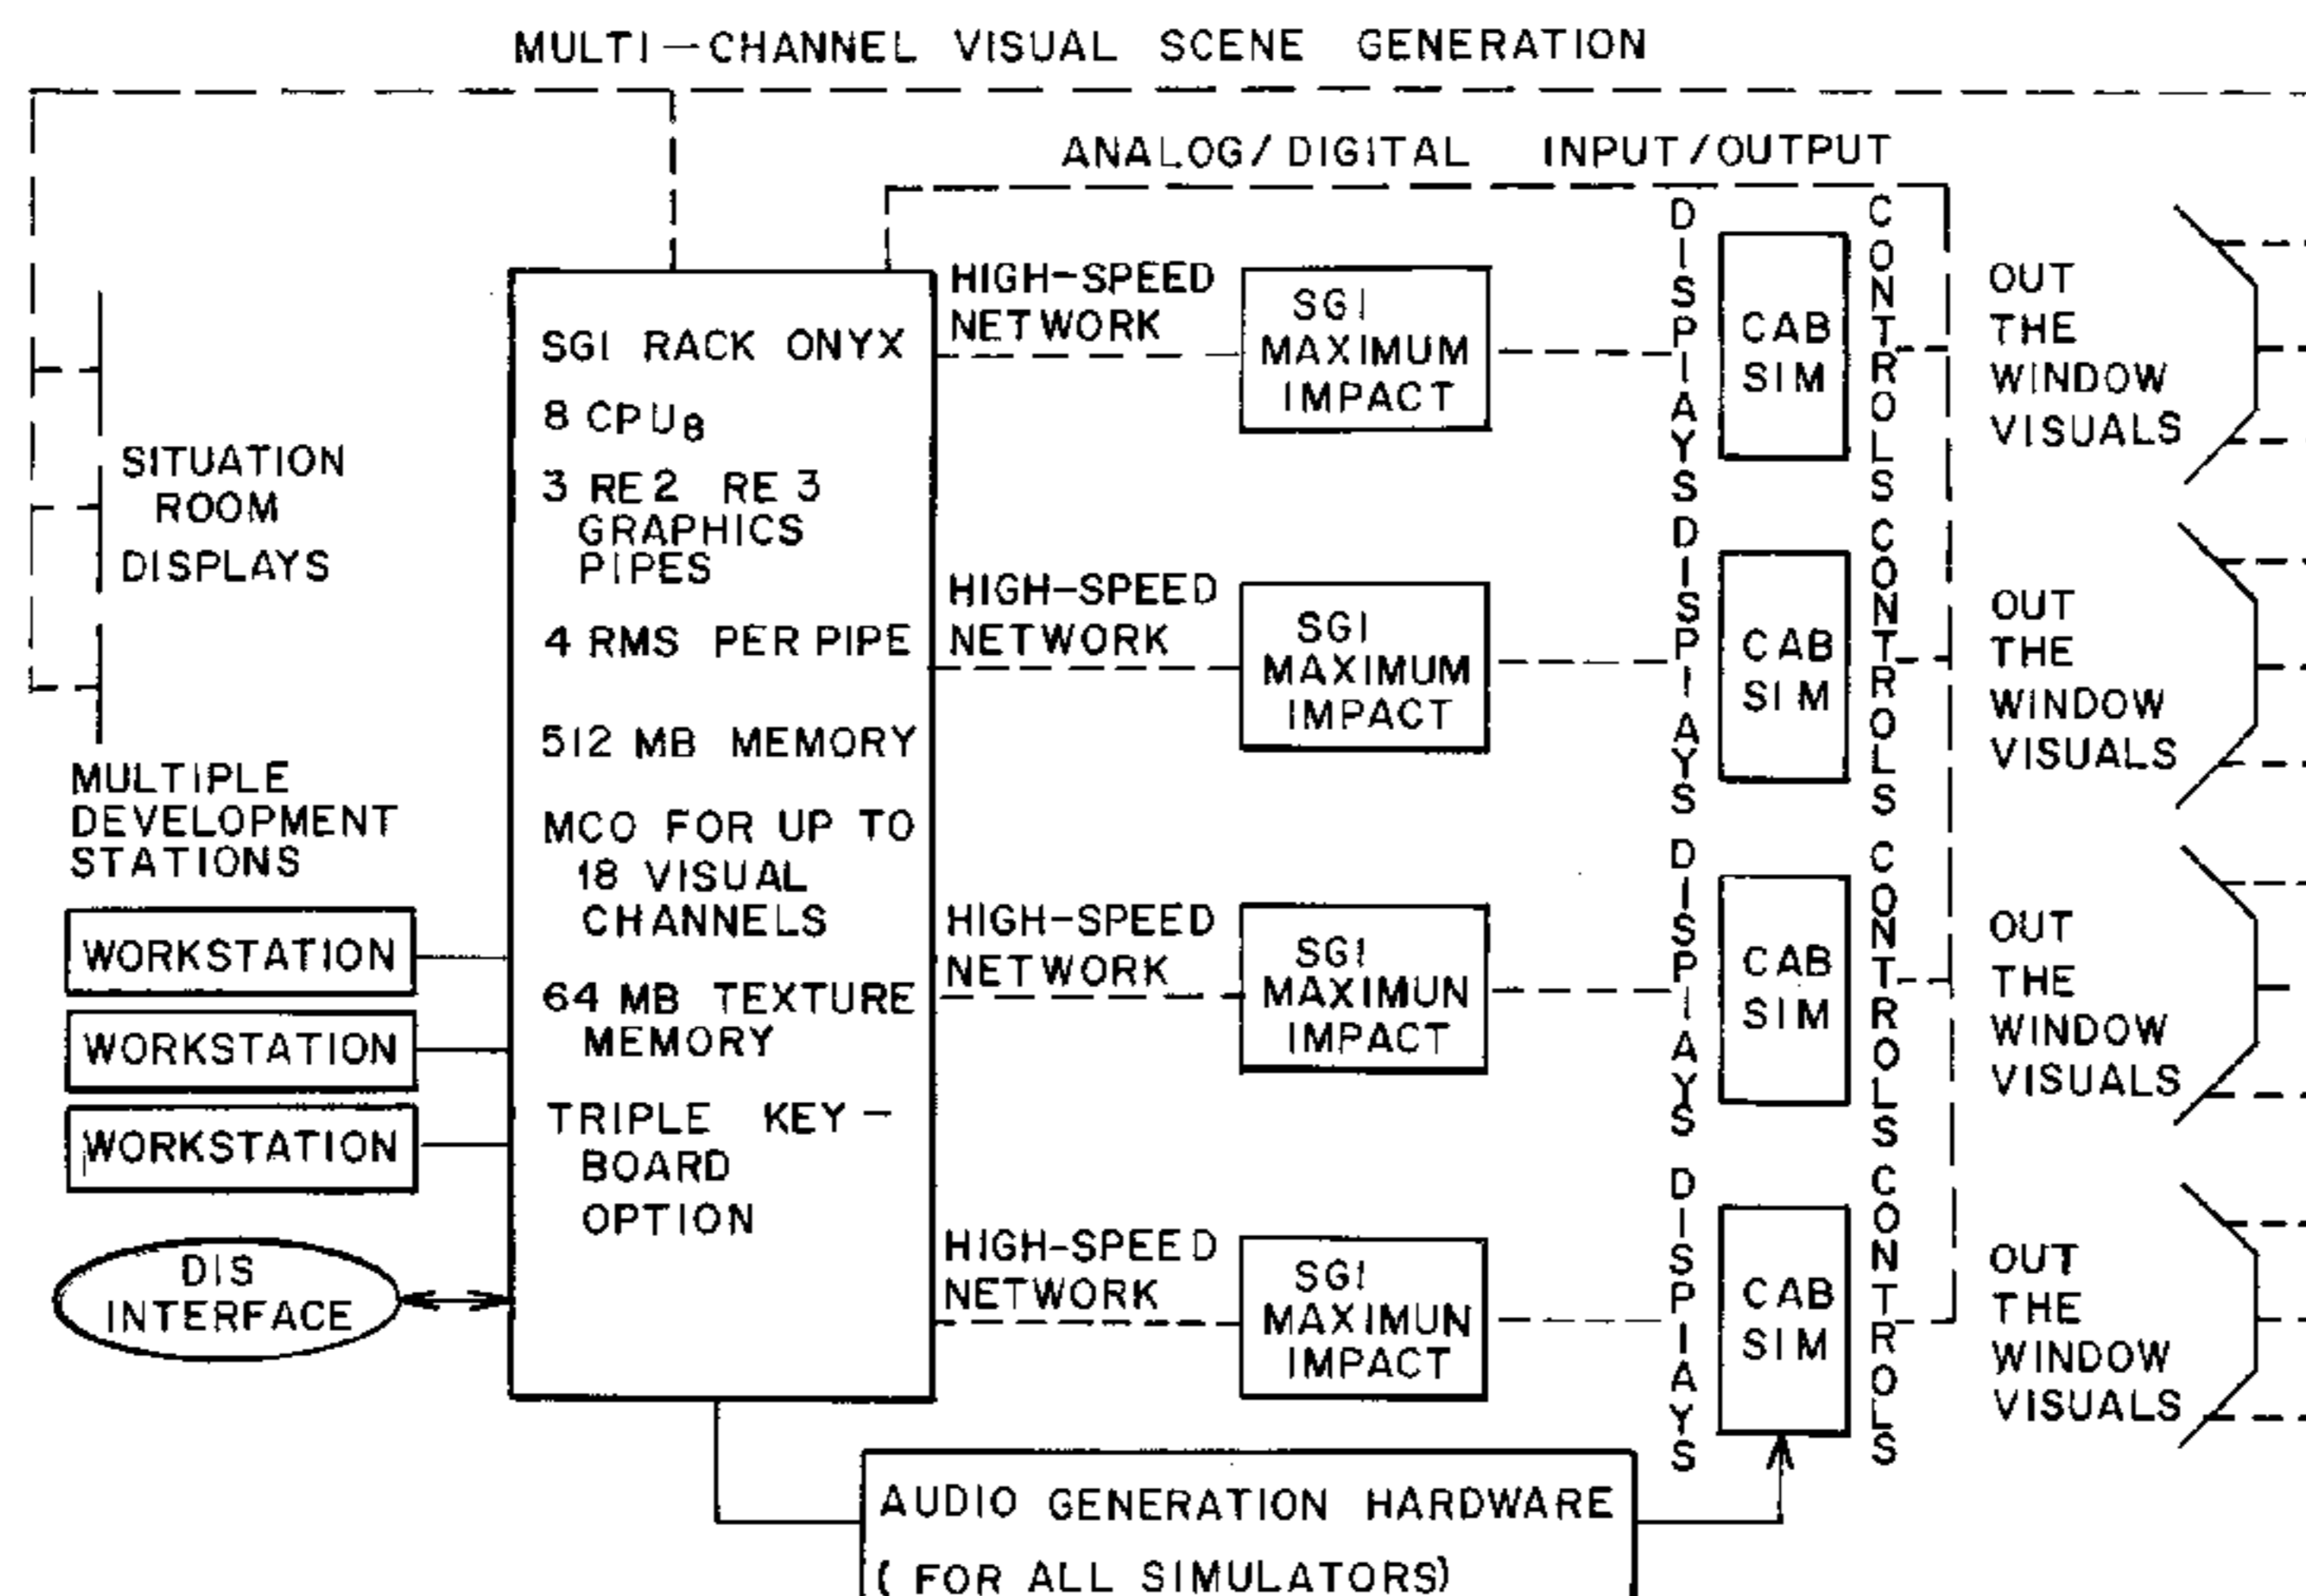 MULTI-CHANNEL VISUAL SCENE GENERATION
ANALOG/DIGITAL INPUT/OUTPUT
SITUATION
ROOM
DISPLAYS
MULTIPLE
DEVELOPMENT
STATIONS
WORKSTATION
WORKSTATION
WORKSTATION
DIS
INTERFACE
SGI RACK ONYX
8 CPU8
3 RE2 RE3
GRAPHICS
PIPES
4 RMS PER PIPE
512 MB MEMORY
MCO FOR UP TO
18 VISUAL
CHANNELS
64 MB TEXTURE
MEMORY
TRIPLE KEY-
BOARD
OPTION
HIGH-SPEED
NETWORK
SGI
MAXIMUM
IMPACT
DISPLAYS
CAB
SIM
CONTROLS
OUT
THE
WINDOW
VISUALS
HIGH-SPEED
NETWORK
SGI
MAXIMUM
IMPACT
DISPLAYS
CAB
SIM
CONTROLS
OUT
THE
WINDOW
VISUALS
HIGH-SPEED
NETWORK
SGI
MAXIMUN
IMPACT
DISPLAYS
CAB
SIM
CONTROLS
OUT
THE
WINDOW
VISUALS
HIGH-SPEED
NETWORK
SGI
MAXIMUN
IMPACT
DISPLAYS
CAB
SIM
CONTROLS
OUT
THE
WINDOW
VISUALS
AUDIO GENERATION HARDWARE
(FOR ALL SIMULATORS)